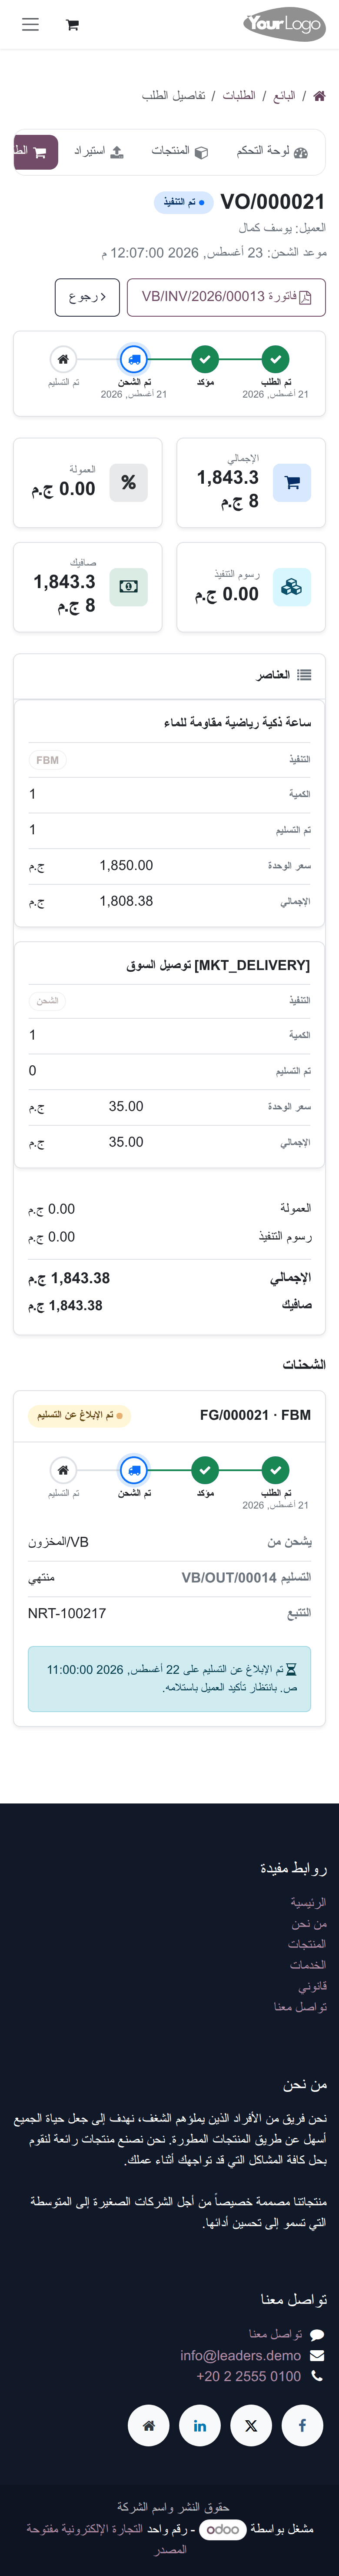 YourLogo
البائع / الطلبات / تفاصيل الطلب
لوحة التحكم
المنتجات
استيراد
الط
VO/000021
تم التنفيذ
العميل: يوسف كمال
موعد الشحن: 23 أغسطس, 2026 12:07:00 م
فاتورة VB/INV/2026/00013
رجوع
تم الطلب
21 أغسطس, 2026
مؤكد
تم الشحن
21 أغسطس, 2026
تم التسليم
الإجمالي
1,843.3
8 ج.م
العمولة
0.00 ج.م
رسوم التنفيذ
0.00 ج.م
صافيك
1,843.3
8 ج.م
العناصر
ساعة ذكية رياضية مقاومة للماء
التنفيذ FBM
الكمية 1
تم التسليم 1
سعر الوحدة 1,850.00 ج.م
الإجمالي 1,808.38 ج.م
[MKT_DELIVERY] توصيل السوق
التنفيذ الشحن
الكمية 1
تم التسليم 0
سعر الوحدة 35.00 ج.م
الإجمالي 35.00 ج.م
العمولة 0.00 ج.م
رسوم التنفيذ 0.00 ج.م
الإجمالي 1,843.38 ج.م
صافيك 1,843.38 ج.م
الشحنات
FG/000021 · FBM
تم الإبلاغ عن التسليم
تم الطلب
21 أغسطس, 2026
مؤكد
تم الشحن
تم التسليم
يشحن من VB/المخزون
التسليم VB/OUT/00014 منتهي
التتبع NRT-100217
تم الإبلاغ عن التسليم على 22 أغسطس, 2026 11:00:00
ص. بانتظار تأكيد العميل باستلامه.
روابط مفيدة
الرئيسية
من نحن
المنتجات
الخدمات
قانوني
تواصل معنا
من نحن
نحن فريق من الأفراد الذين يملؤهم الشغف، نهدف إلى جعل حياة الجميع
أسهل عن طريق المنتجات المطورة. نحن نصنع منتجات رائعة لنقوم
بحل كافة المشاكل التي قد تواجهك أثناء عملك.
منتجاتنا مصممة خصيصاً من أجل الشركات الصغيرة إلى المتوسطة
التي تسمو إلى تحسين أدائها.
تواصل معنا
تواصل معنا
info@leaders.demo
+20 2 2555 0100
حقوق النشر واسم الشركة
مشغل بواسطة odoo - رقم واحد التجارة الإلكترونية مفتوحة
المصدر